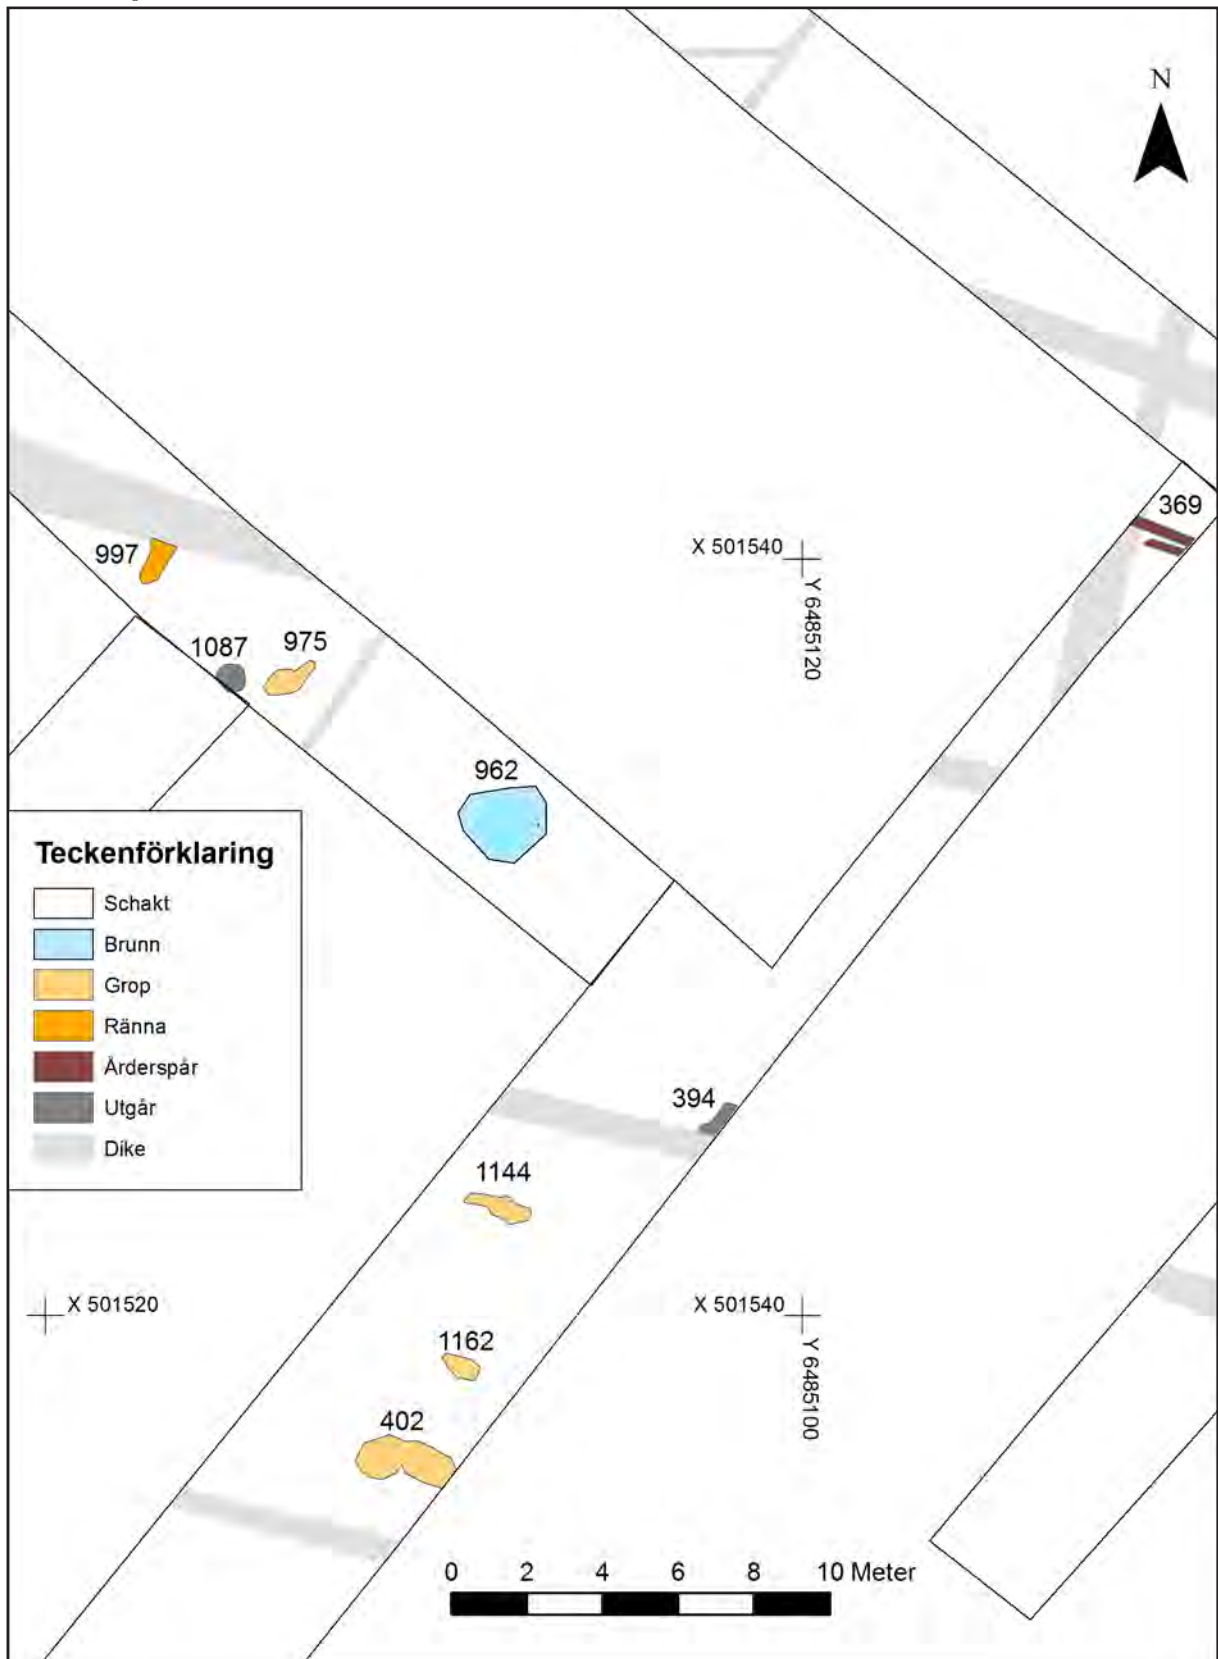 N
369
X 501540
Y 6485120
997
1087
975
962
Teckenförklaring
Schakt
Brunn
Grop
Ränna
Årderspår
Utgår
Dike
394
1144
X 501520
X 501540
Y 6485100
1162
402
0 2 4 6 8 10 Meter